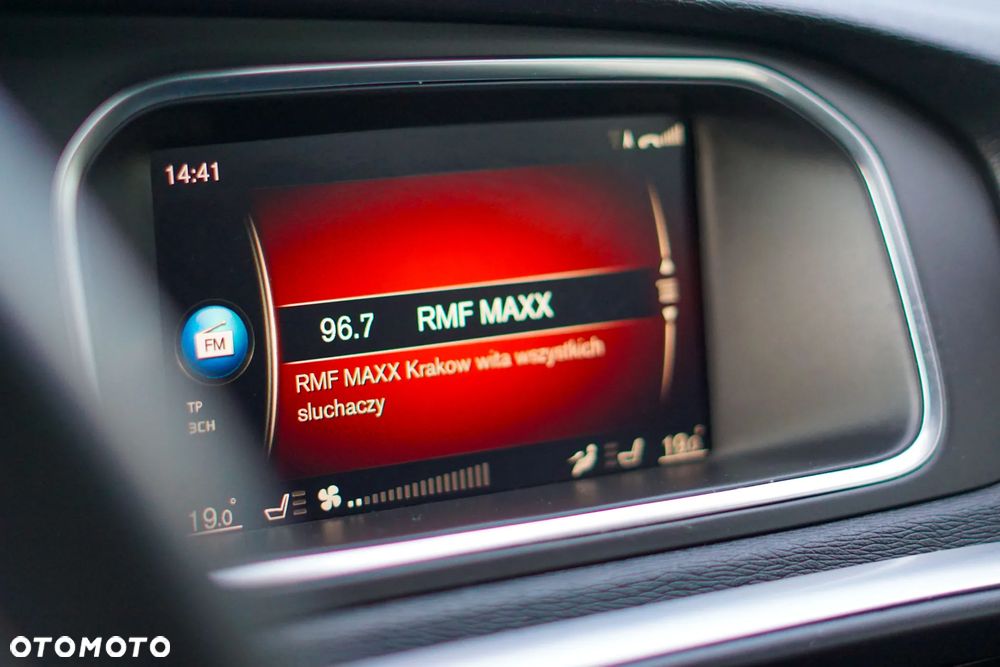 14:41
96.7 RMF MAXX
FM
RMF MAXX Krakow wita wszystkich
sluchaczy
TP
3CH
19.0°
19.0°
OTOMOTO